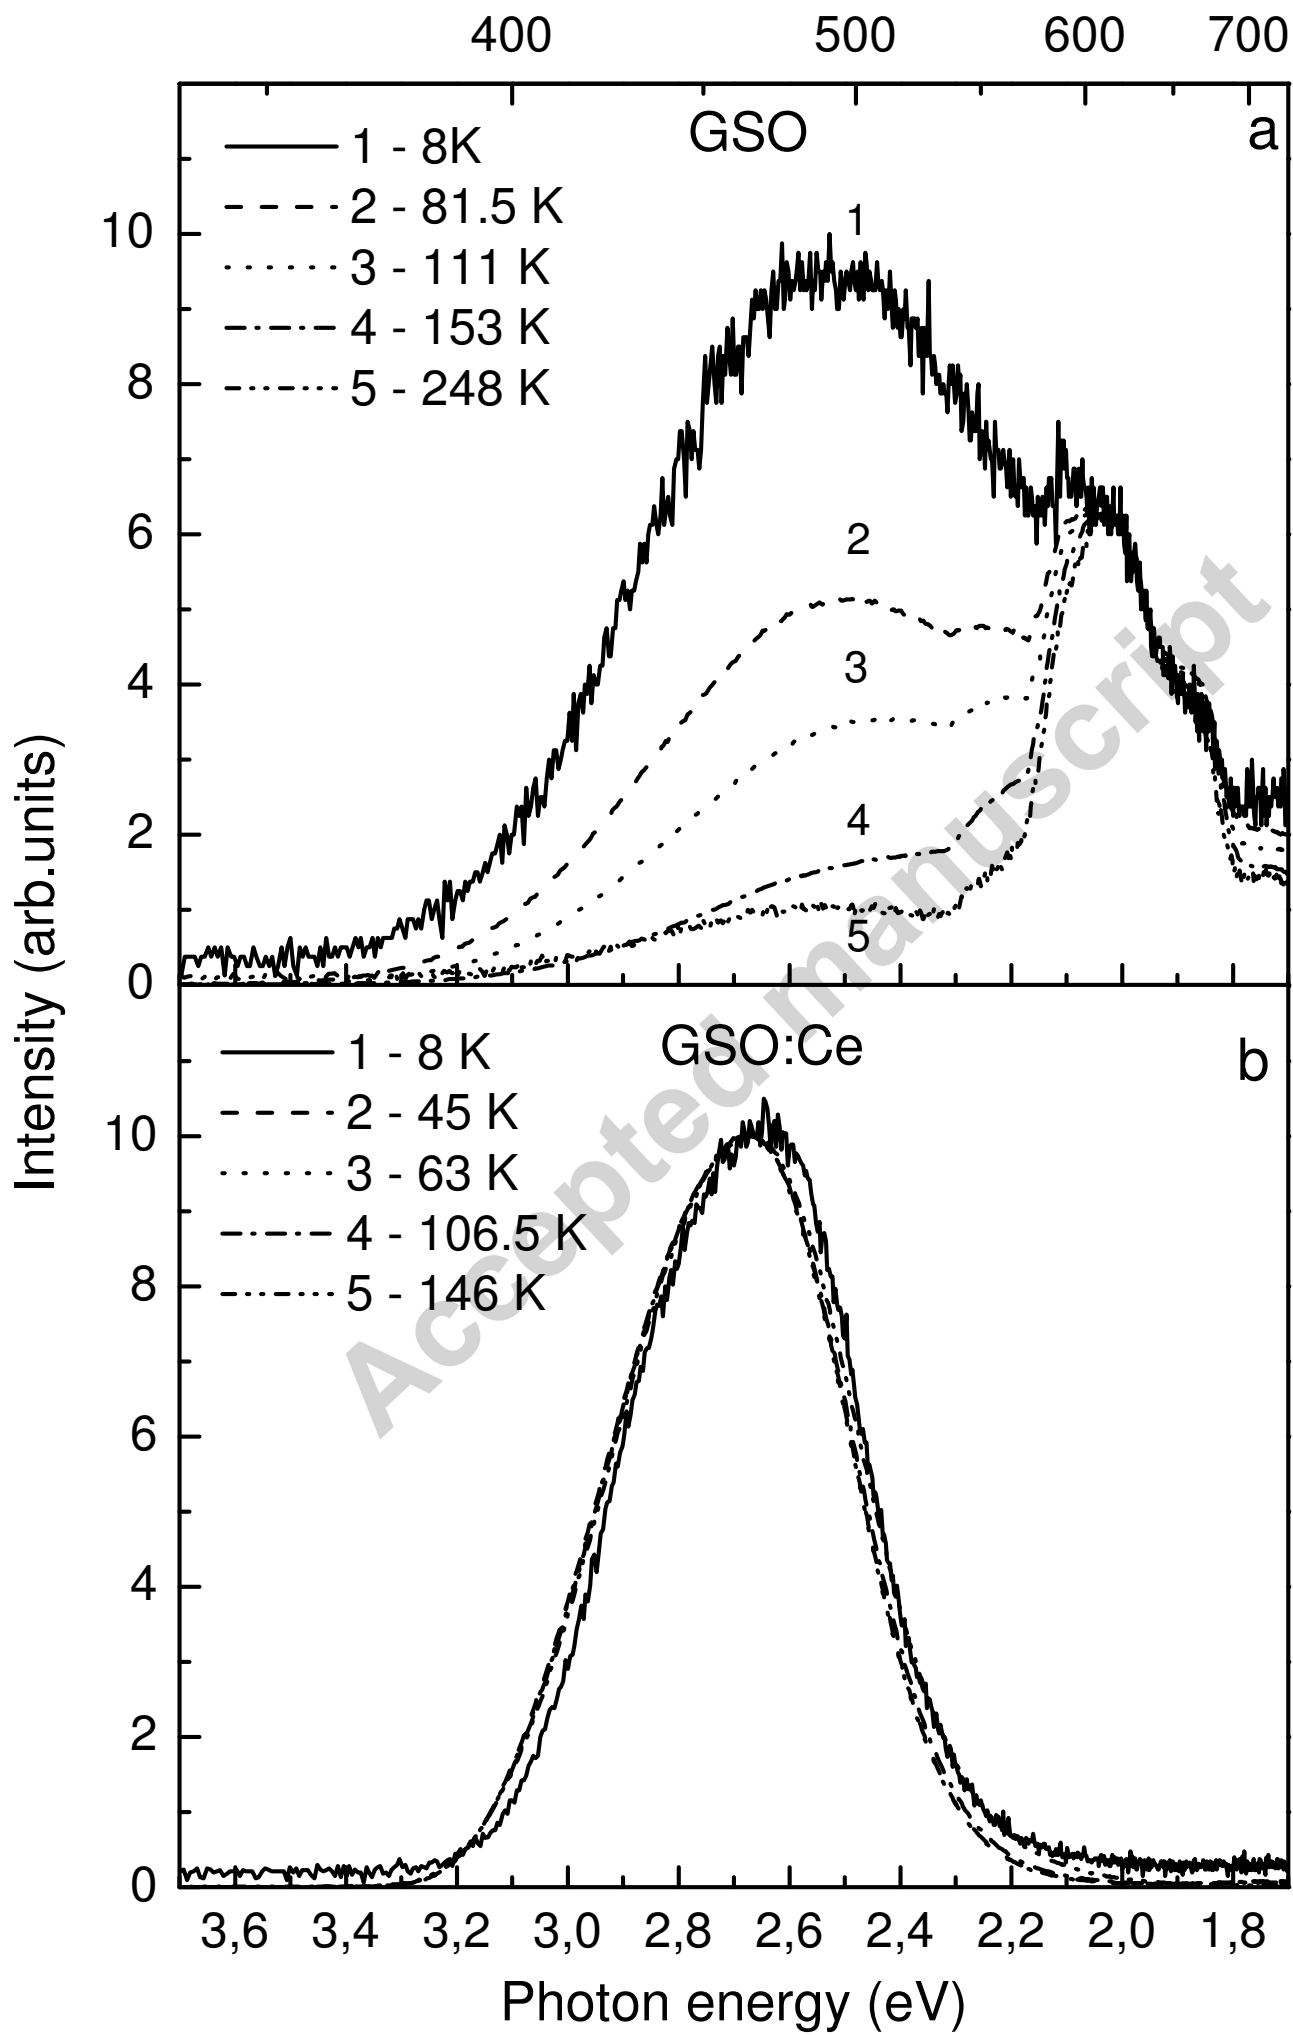 400 500 600 700
GSO a
1 - 8K
2 - 81.5 K
3 - 111 K
4 - 153 K
5 - 248 K
10
8
6
4
2
0
1
2
3
4
5
Intensity (arb.units)
GSO:Ce b
1 - 8 K
2 - 45 K
3 - 63 K
4 - 106.5 K
5 - 146 K
10
8
6
4
2
0
3,6 3,4 3,2 3,0 2,8 2,6 2,4 2,2 2,0 1,8
Photon energy (eV)
Accepted manuscript